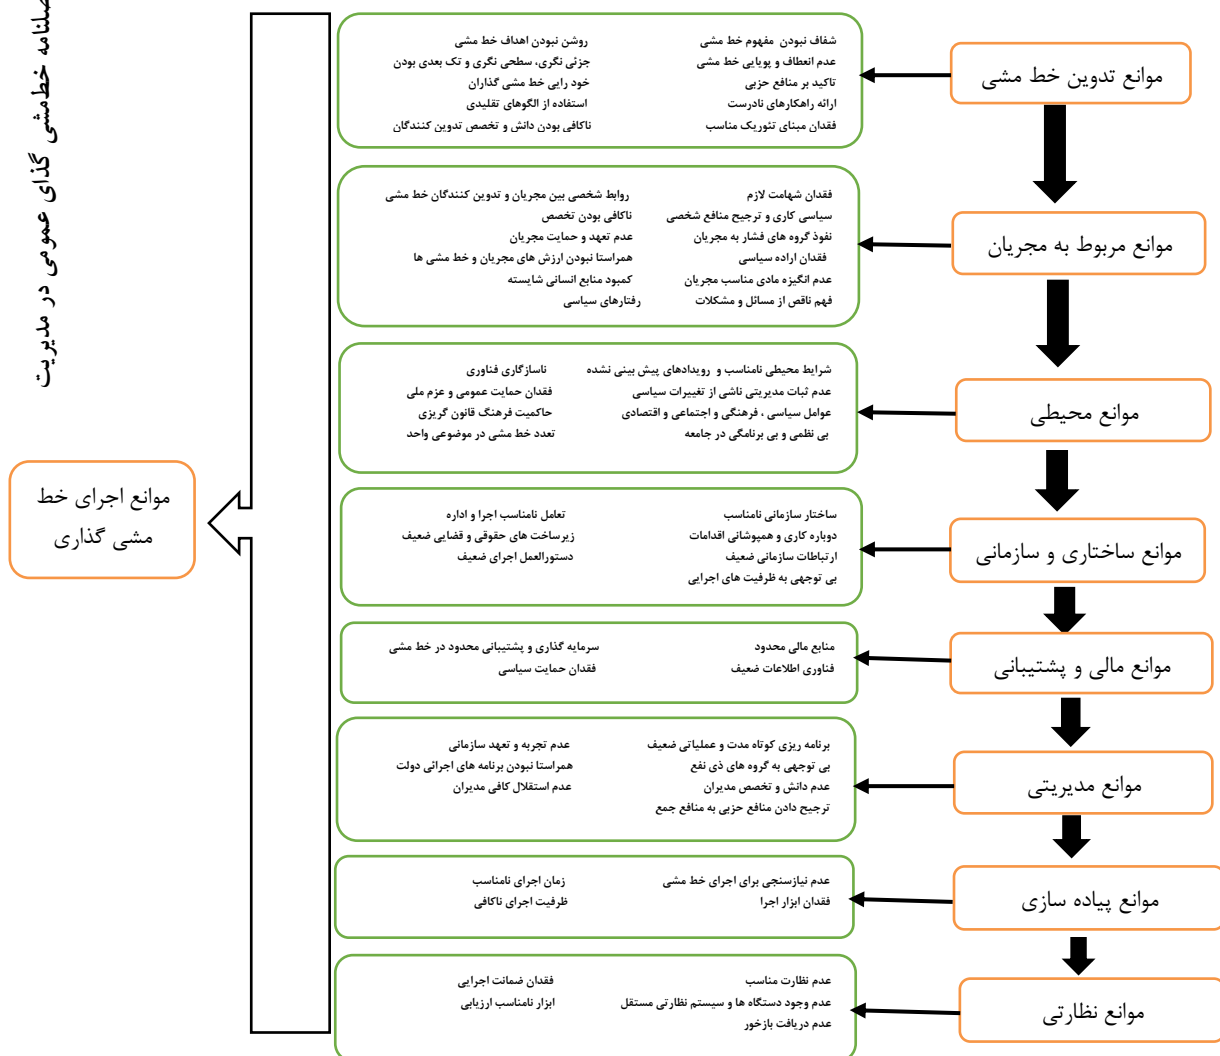 فصلنامه خط‌مشی گذای عمومی در مدیریت
موانع تدوین خط مشی
شفاف نبودن مفهوم خط مشی
عدم انعطاف و پویایی خط مشی
تاکید بر منافع حزبی
ارائه راهکارهای نادرست
فقدان مبنای تئوریک مناسب
روشن نبودن اهداف خط مشی
جزئی نگری، سطحی نگری و تک بعدی بودن
خود رایی خط مشی گذاران
استفاده از الگوهای تقلیدی
ناکافی بودن دانش و تخصص تدوین کنندگان
موانع مربوط به مجریان
فقدان شهامت لازم
سیاسی کاری و ترجیح منافع شخصی
نفوذ گروه های فشار به مجریان
فقدان اراده سیاسی
عدم انگیزه مادی مناسب مجریان
فهم ناقص از مسائل و مشکلات
روابط شخصی بین مجریان و تدوین کنندگان خط مشی
ناکافی بودن تخصص
عدم تعهد و حمایت مجریان
همراستا نبودن ارزش های مجریان و خط مشی ها
کمبود منابع انسانی شایسته
رفتارهای سیاسی
موانع محیطی
شرایط محیطی نامناسب و رویدادهای پیش بینی نشده
عدم ثبات مدیریتی ناشی از تغییرات سیاسی
عوامل سیاسی ، فرهنگی و اجتماعی و اقتصادی
بی نظمی و بی برنامگی در جامعه
ناسازگاری فناوری
فقدان حمایت عمومی و عزم ملی
حاکمیت فرهنگ قانون گریزی
تعدد خط مشی در موضوعی واحد
موانع ساختاری و سازمانی
ساختار سازمانی نامناسب
دوباره کاری و همپوشانی اقدامات
ارتباطات سازمانی ضعیف
بی توجهی به ظرفیت های اجرایی
تعامل نامناسب اجرا و اداره
زیرساخت های حقوقی و قضایی ضعیف
دستورالعمل اجرای ضعیف
موانع مالی و پشتیبانی
منابع مالی محدود
فناوری اطلاعات ضعیف
سرمایه گذاری و پشتیبانی محدود در خط مشی
فقدان حمایت سیاسی
موانع مدیریتی
برنامه ریزی کوتاه مدت و عملیاتی ضعیف
بی توجهی به گروه های ذی نفع
عدم دانش و تخصص مدیران
ترجیح دادن منافع حزبی به منافع جمع
عدم تجربه و تعهد سازمانی
همراستا نبودن برنامه های اجرائی دولت
عدم استقلال کافی مدیران
موانع پیاده سازی
عدم نیازسنجی برای اجرای خط مشی
فقدان ابزار اجرا
زمان اجرای نامناسب
ظرفیت اجرای ناکافی
موانع نظارتی
عدم نظارت مناسب
عدم وجود دستگاه ها و سیستم نظارتی مستقل
عدم دریافت بازخور
فقدان ضمانت اجرایی
ابزار نامناسب ارزیابی
موانع اجرای خط
مشی گذاری